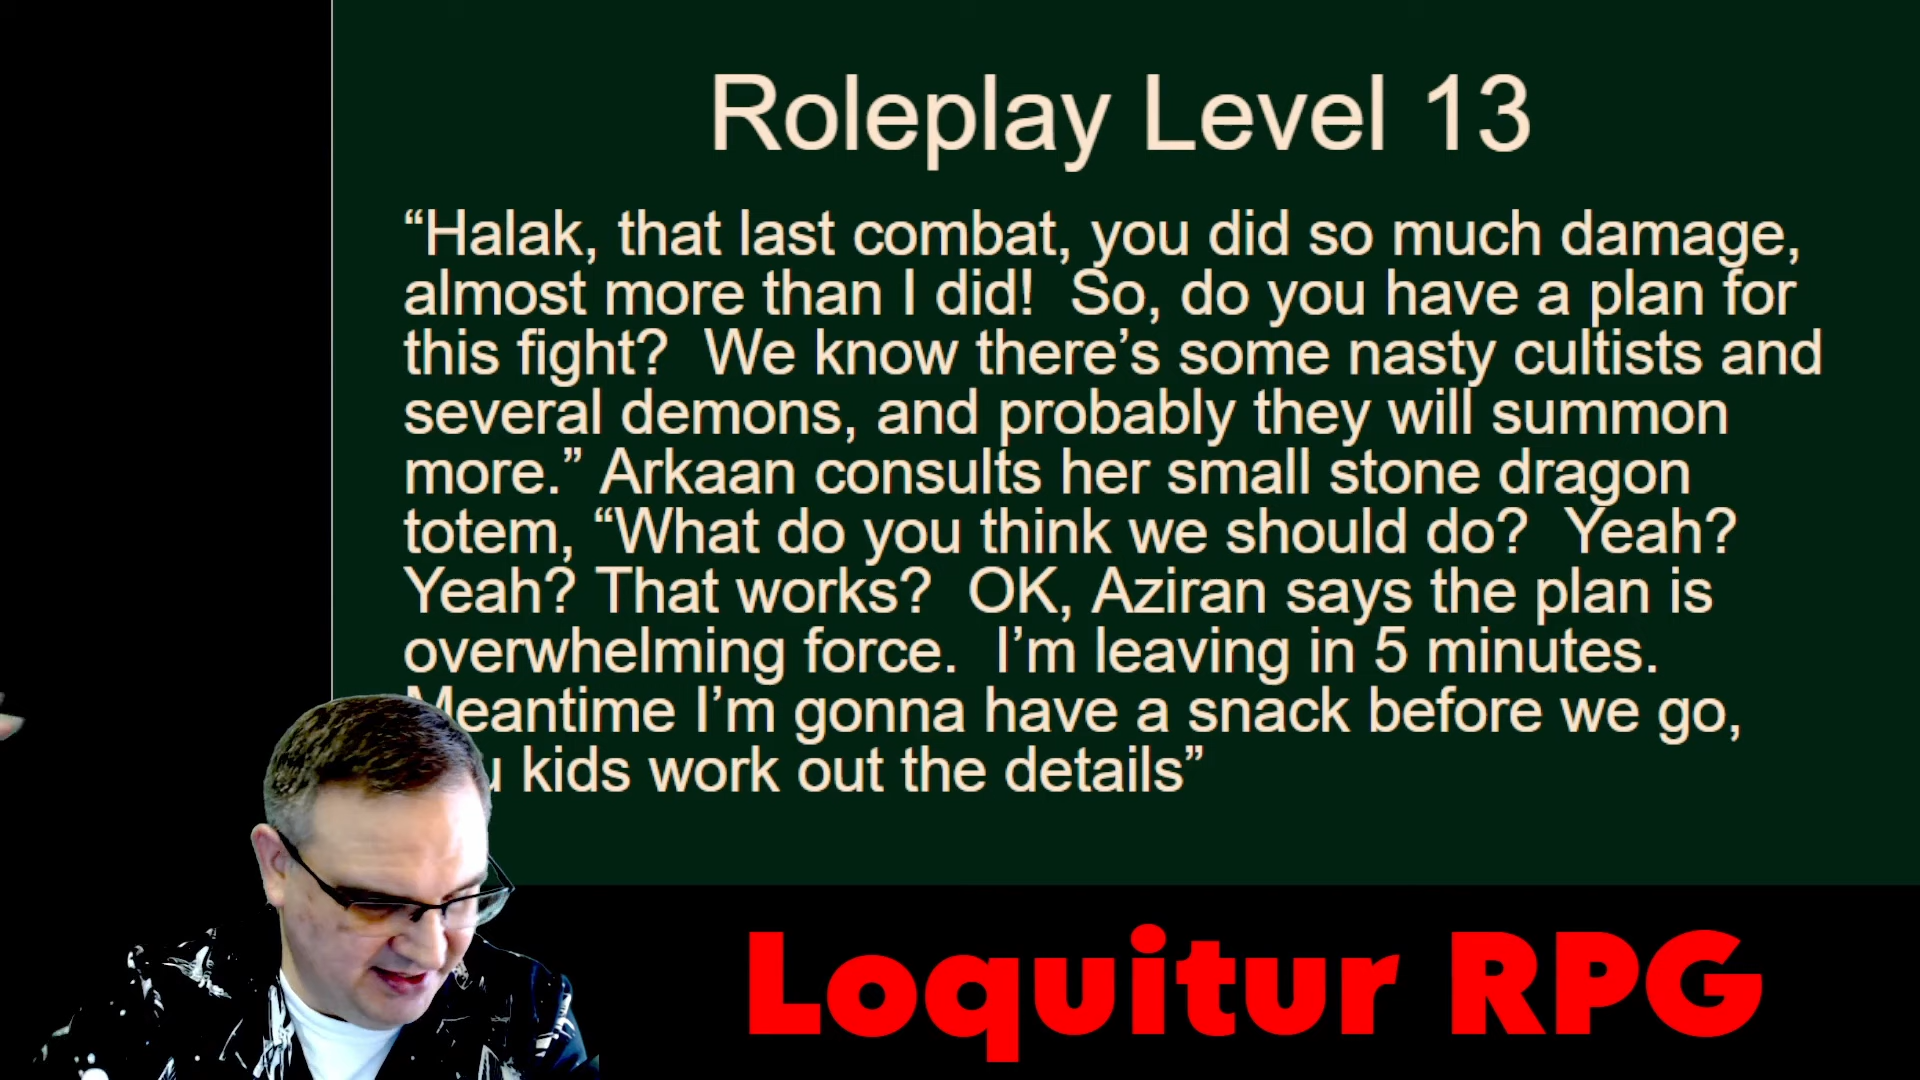 Roleplay Level 13
“Halak, that last combat, you did so much damage,
almost more than I did!  So, do you have a plan for
this fight?  We know there’s some nasty cultists and
several demons, and probably they will summon
more.” Arkaan consults her small stone dragon
totem, “What do you think we should do?  Yeah?
Yeah? That works?  OK, Aziran says the plan is
overwhelming force.  I’m leaving in 5 minutes.
Meantime I’m gonna have a snack before we go,
kids work out the details”
Loquitur RPG